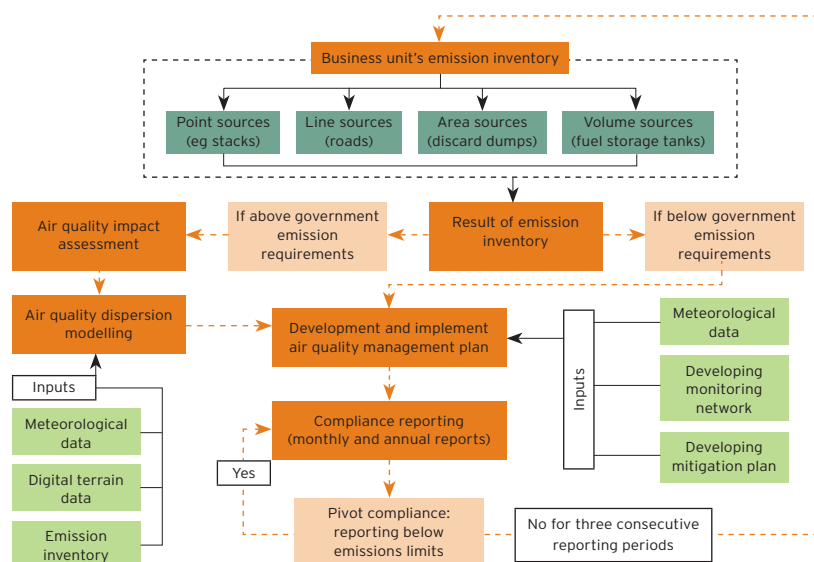 Business unit's emission inventory
Point sources
(eg stacks)
Line sources
(roads)
Area sources
(discard dumps)
Volume sources
(fuel storage tanks)
Air quality impact
assessment
If above government
emission
requirements
Result of emission
inventory
If below government
emission
requirements
Air quality dispersion
modelling
Development and implement
air quality management plan
Inputs
Meteorological
data
Developing
monitoring
network
Developing
mitigation plan
Inputs
Meteorological
data
Digital terrain
data
Emission
inventory
Compliance reporting
(monthly and annual reports)
Yes
Pivot compliance:
reporting below
emissions limits
No for three consecutive
reporting periods